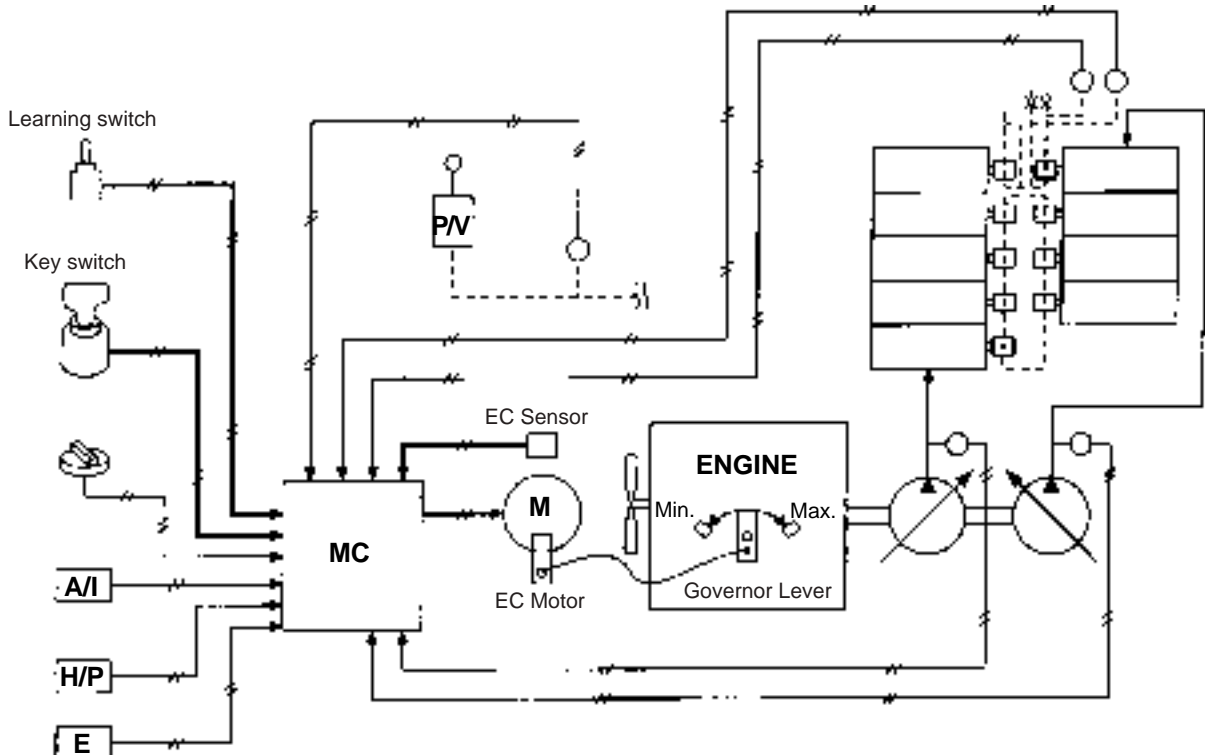 Learning switch
P/V
Key switch
EC Sensor
ENGINE
M
Min.
Max.
MC
A/I
EC Motor
Governor Lever
H/P
E